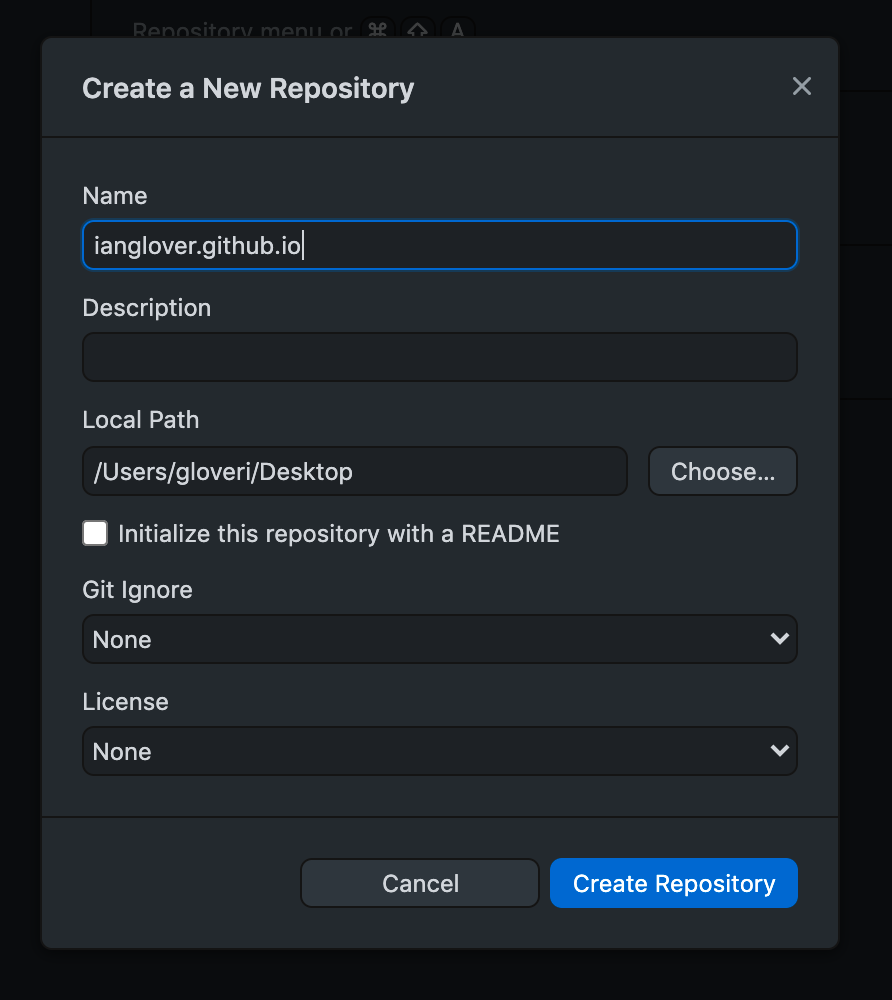 Repository menu or ⌘ ⇧ A
Create a New Repository
Name
ianglover.github.io
Description
Local Path
/Users/gloveri/Desktop
Choose...
Initialize this repository with a README
Git Ignore
None
License
None
Cancel
Create Repository